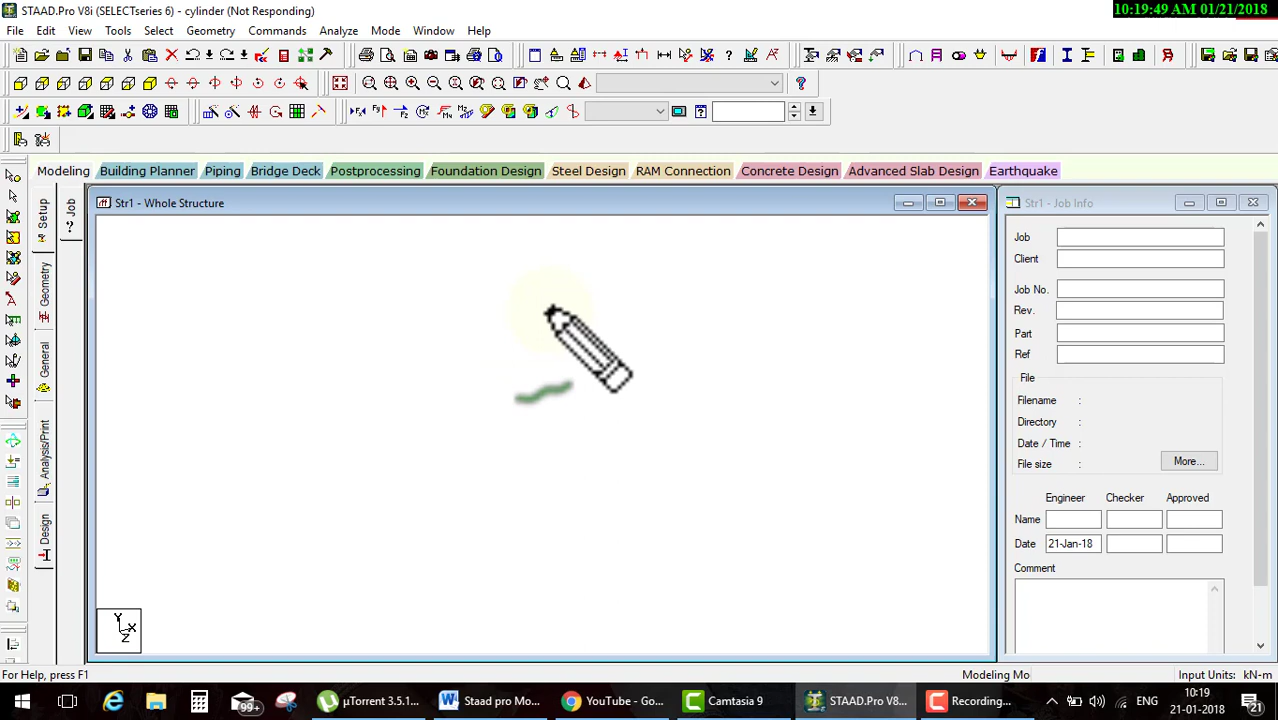 STAAD.Pro V8i (SELECTseries 6) - cylinder (Not Responding)
10:19:49 AM 01/21/2018
File Edit View Tools Select Geometry Commands Analyze Mode Window Help
Modeling Building Planner Piping Bridge Deck Postprocessing Foundation Design Steel Design RAM Connection Concrete Design Advanced Slab Design Earthquake
Job
Setup
Geometry
General
Analysis/Print
Design
Str1 - Whole Structure
Y
X
Z
Str1 - Job Info
Job
Client
Job No.
Rev.
Part
Ref
File
Filename :
Directory :
Date / Time :
File size :
More...
Engineer Checker Approved
Name
Date 21-Jan-18
Comment
For Help, press F1
Modeling Mo
Input Units: kN-m
99+
µTorrent 3.5.1...
Staad pro Mo...
YouTube - Go...
Camtasia 9
STAAD.Pro V8...
Recording...
ENG
10:19
21-01-2018
21